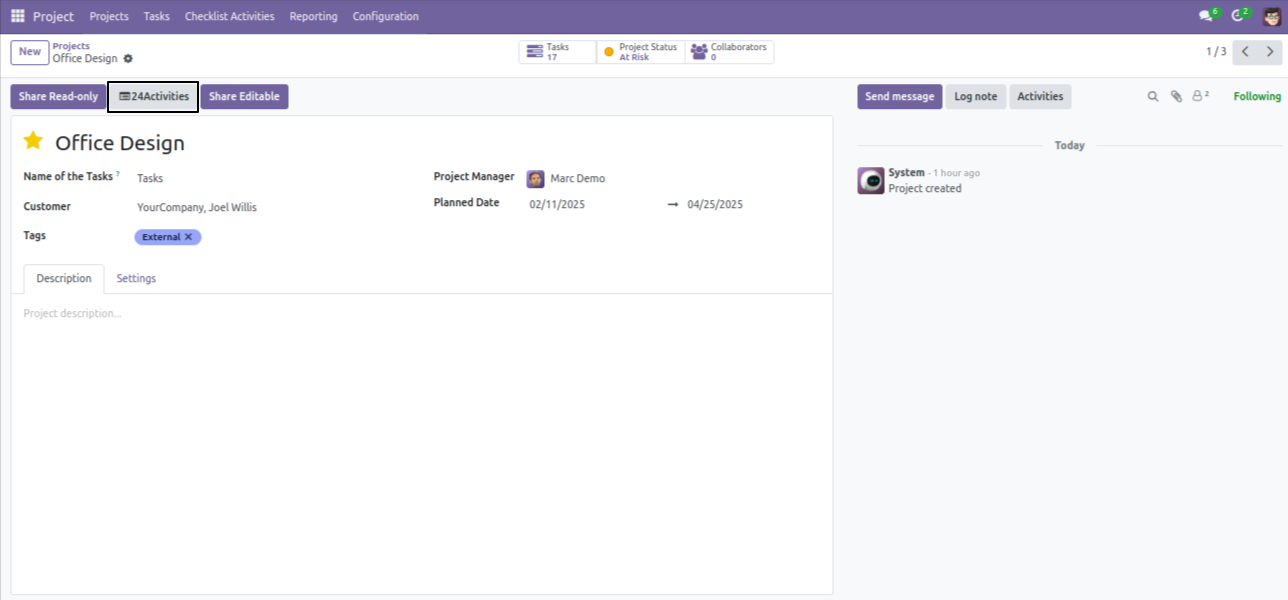 Project Projects Tasks Checklist Activities Reporting Configuration 6 2
New Projects
Office Design
Tasks
17
Project Status
At Risk
Collaborators
0
1 / 3
Share Read-only 24Activities Share Editable
Send message Log note Activities 2 Following
Office Design
Name of the Tasks ? Tasks
Customer YourCompany, Joel Willis
Tags External ✕
Project Manager Marc Demo
Planned Date 02/11/2025 → 04/25/2025
Description Settings
Project description...
Today
System - 1 hour ago
Project created